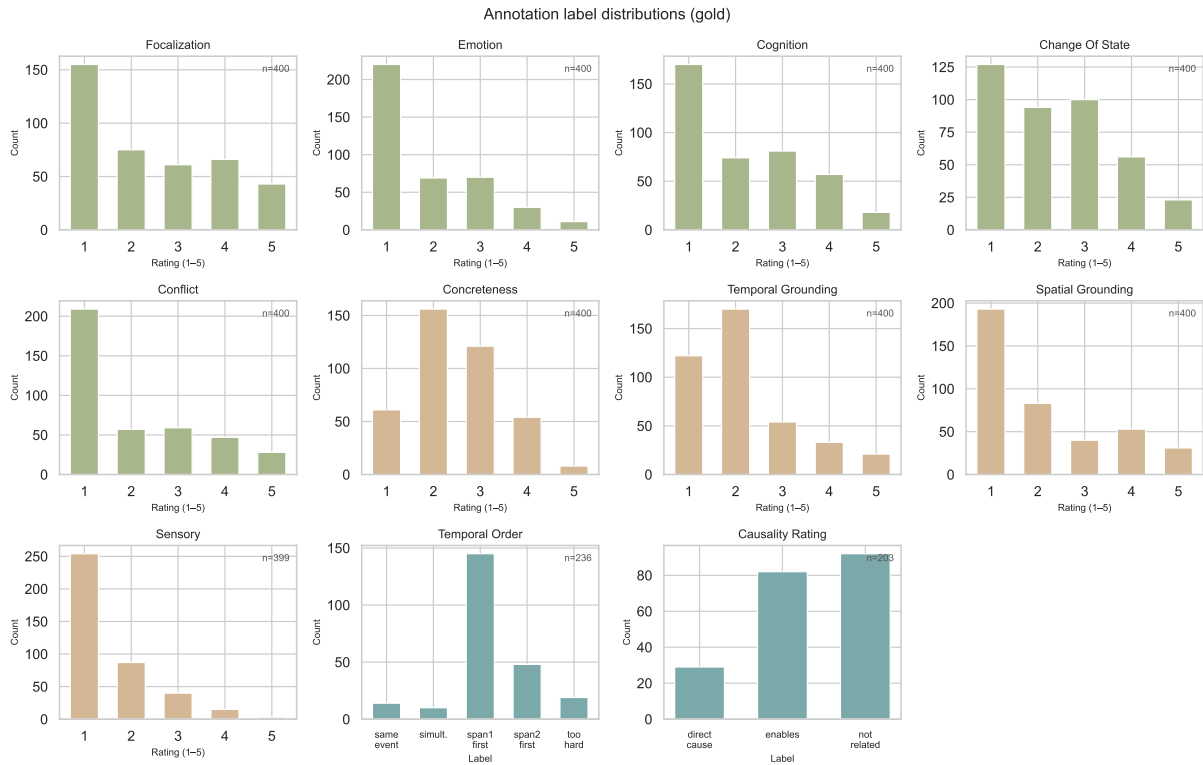 Annotation label distributions (gold)
Focalization
n=400
Count
150
100
50
0
1 2 3 4 5
Rating (1–5)
Emotion
n=400
Count
200
150
100
50
0
1 2 3 4 5
Rating (1–5)
Cognition
n=400
Count
150
100
50
0
1 2 3 4 5
Rating (1–5)
Change Of State
n=400
Count
125
100
75
50
25
0
1 2 3 4 5
Rating (1–5)
Conflict
n=400
Count
200
150
100
50
0
1 2 3 4 5
Rating (1–5)
Concreteness
n=400
Count
150
100
50
0
1 2 3 4 5
Rating (1–5)
Temporal Grounding
n=400
Count
150
100
50
0
1 2 3 4 5
Rating (1–5)
Spatial Grounding
n=400
Count
200
150
100
50
0
1 2 3 4 5
Rating (1–5)
Sensory
n=399
Count
250
200
150
100
50
0
1 2 3 4 5
Rating (1–5)
Temporal Order
n=236
Count
150
100
50
0
same simult. span1 span2 too
event first first hard
Label
Causality Rating
n=203
Count
80
60
40
20
0
direct enables not
cause related
Label